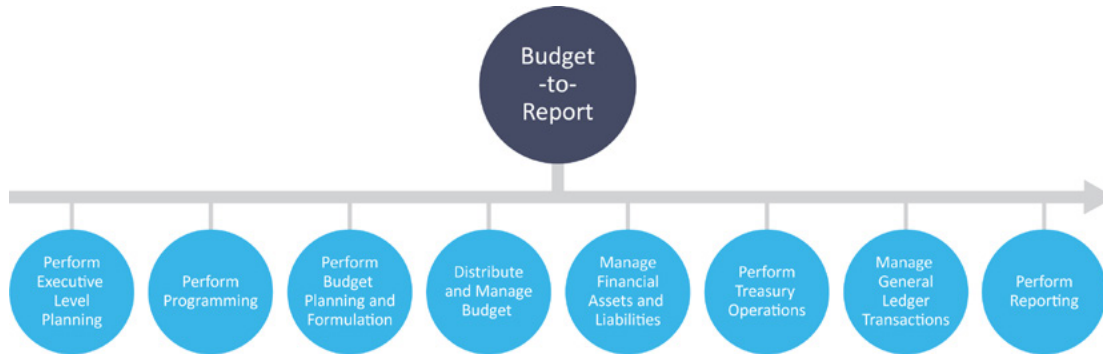 Budget
-to-
Report
Perform
Executive
Level
Planning
Perform
Programming
Perform
Budget
Planning and
Formulation
Distribute
and Manage
Budget
Manage
Financial
Assets and
Liabilities
Perform
Treasury
Operations
Manage
General
Ledger
Transactions
Perform
Reporting